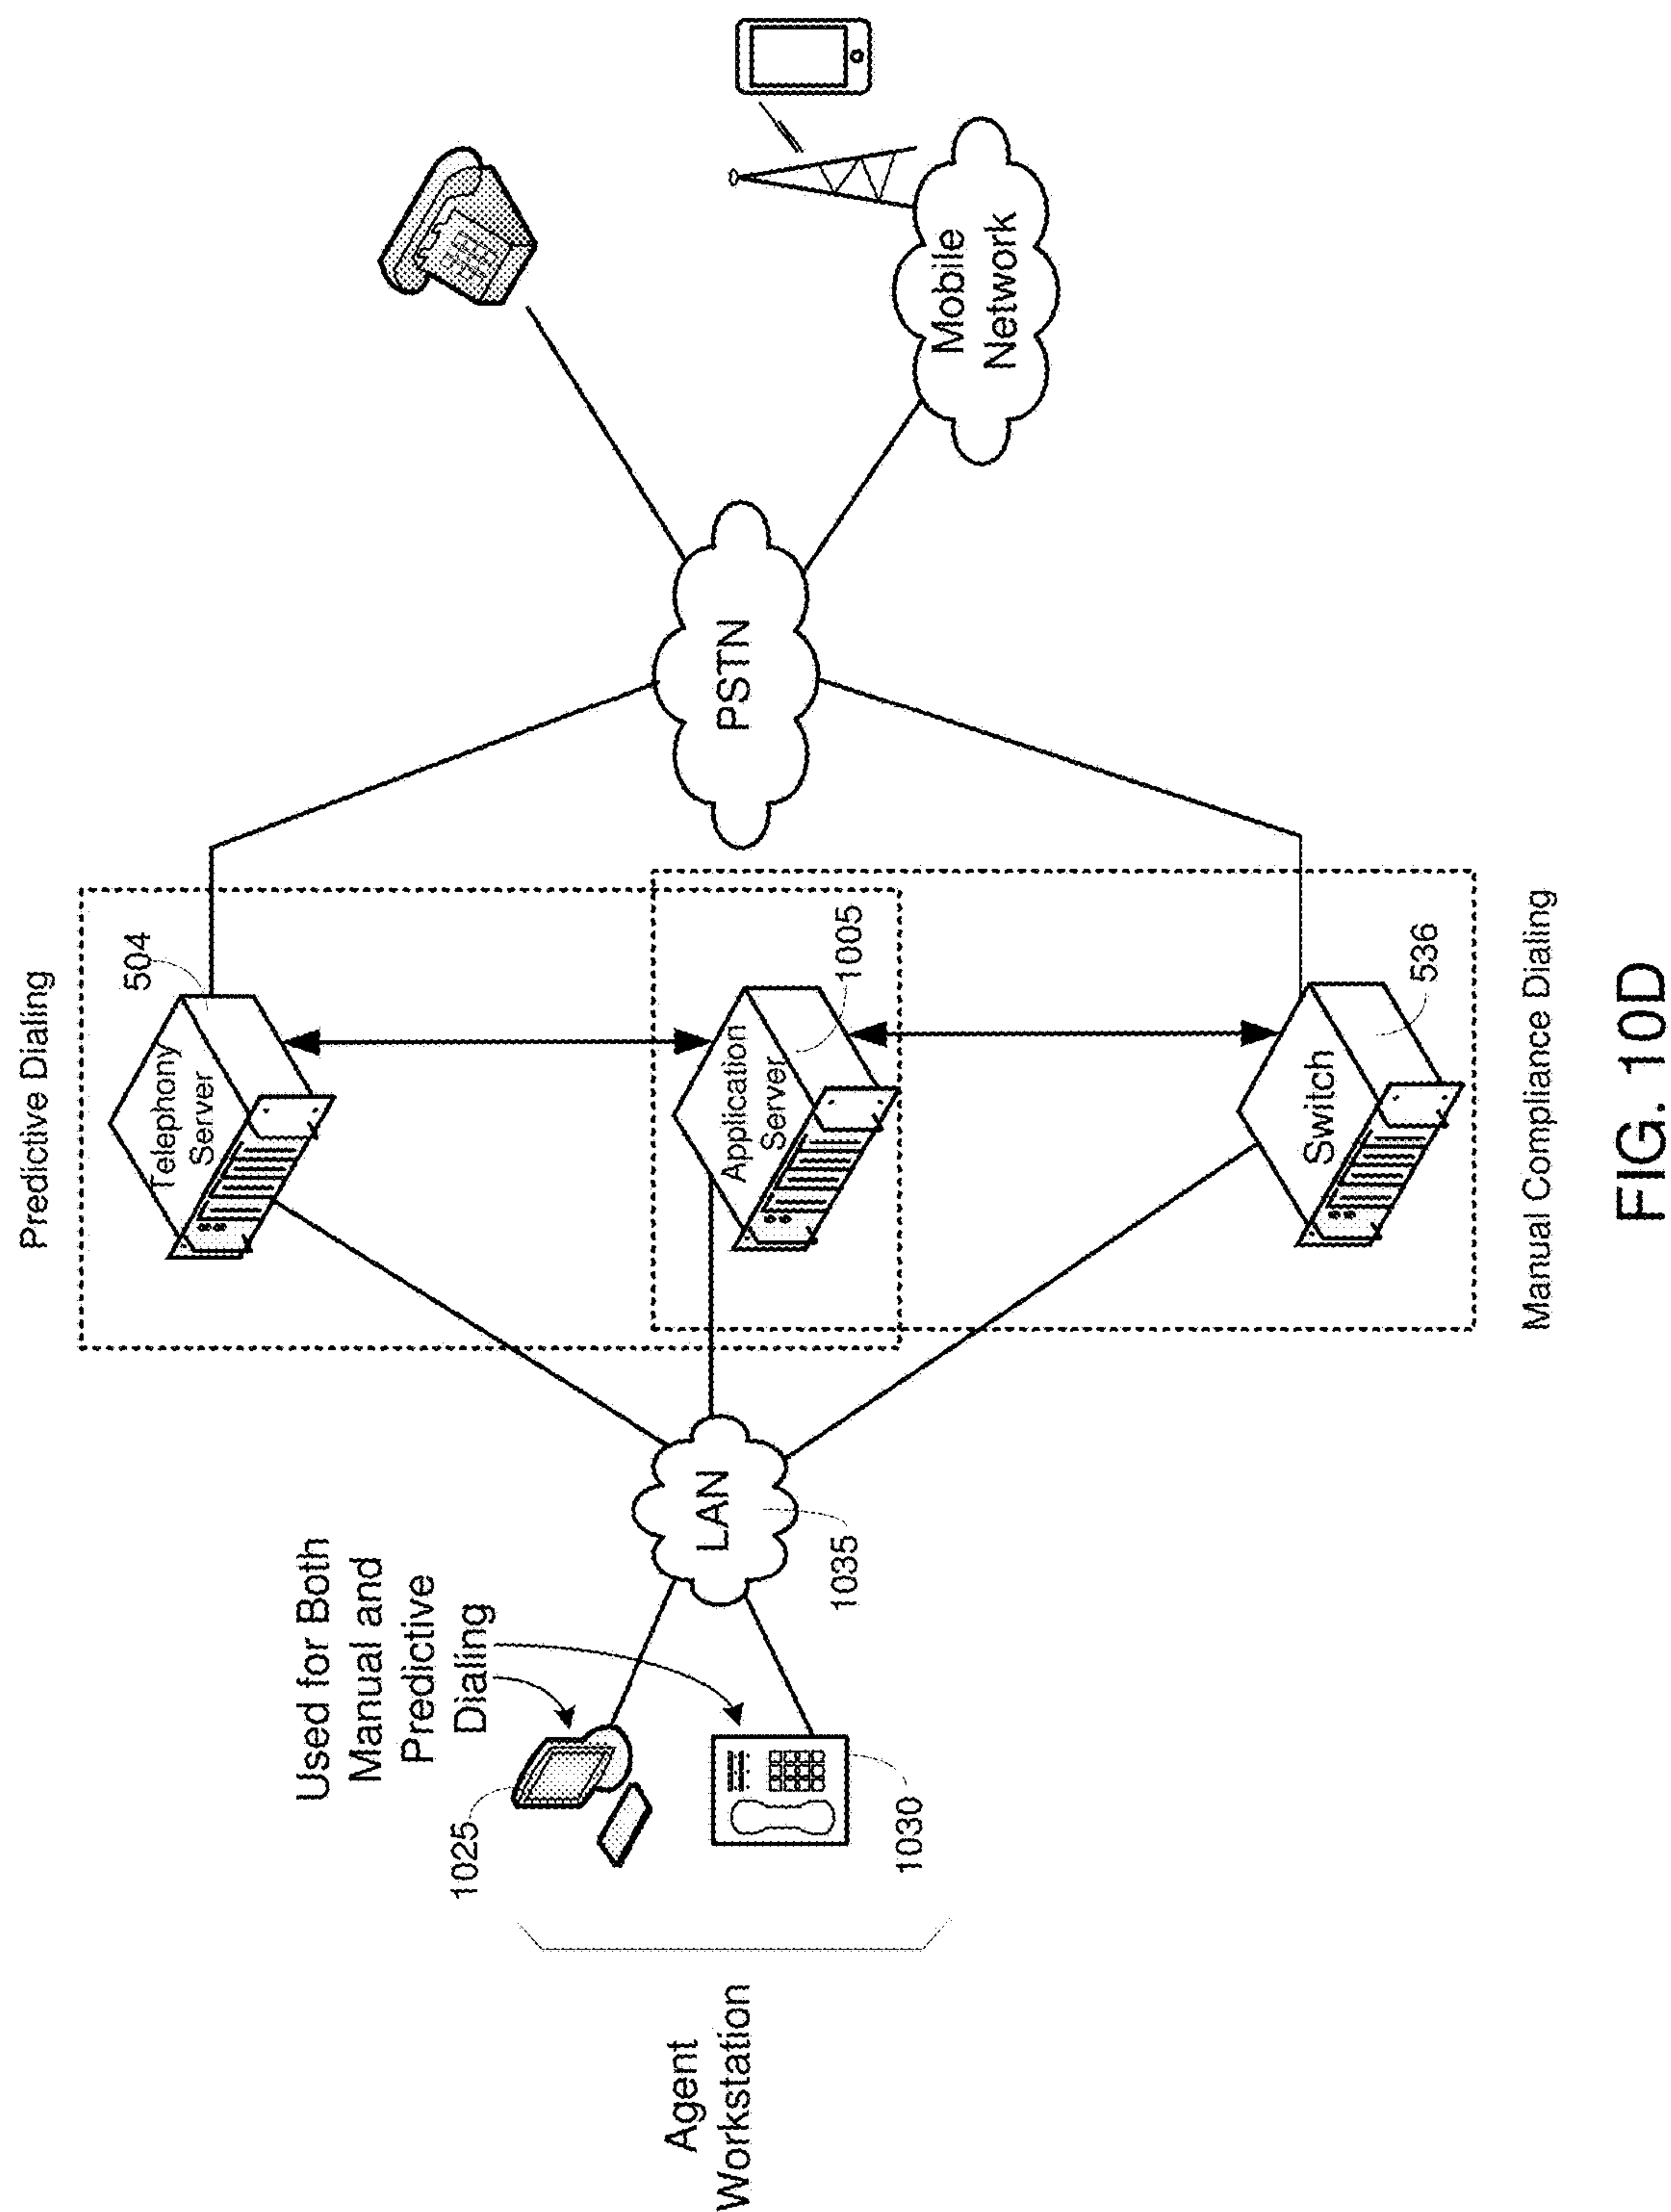 Predictive Dialing
504
Telephony
Server
Used for Both
Manual and
Predictive
Dialing
1025
Agent
Workstation
1030
LAN
1035
Application
Server
1005
PSTN
Mobile
Network
Switch
536
Manual Compliance Dialing
FIG. 10D